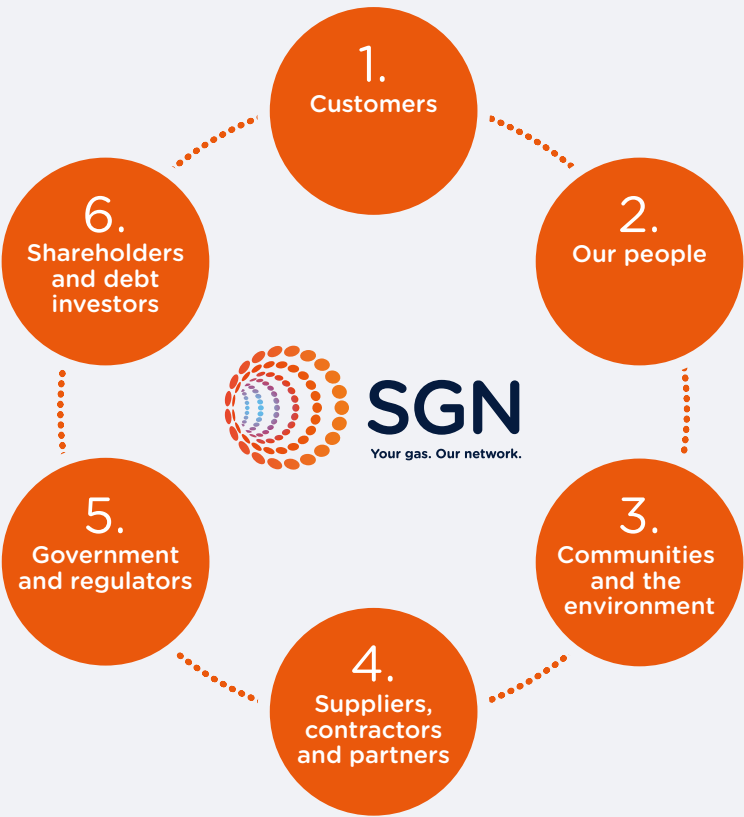 1.
Customers
2.
Our people
3.
Communities
and the
environment
4.
Suppliers,
contractors
and partners
5.
Government
and regulators
6.
Shareholders
and debt
investors
SGN
Your gas. Our network.